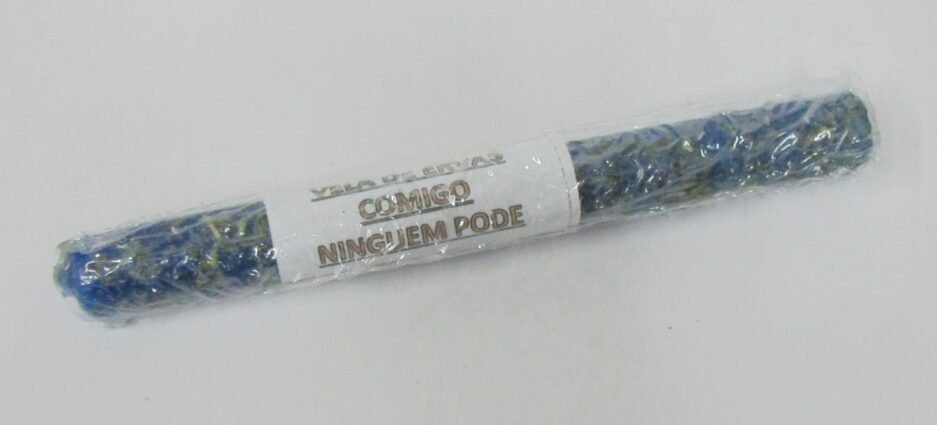 VELA DE ERVAS
COMIGO
NINGUEM PODE